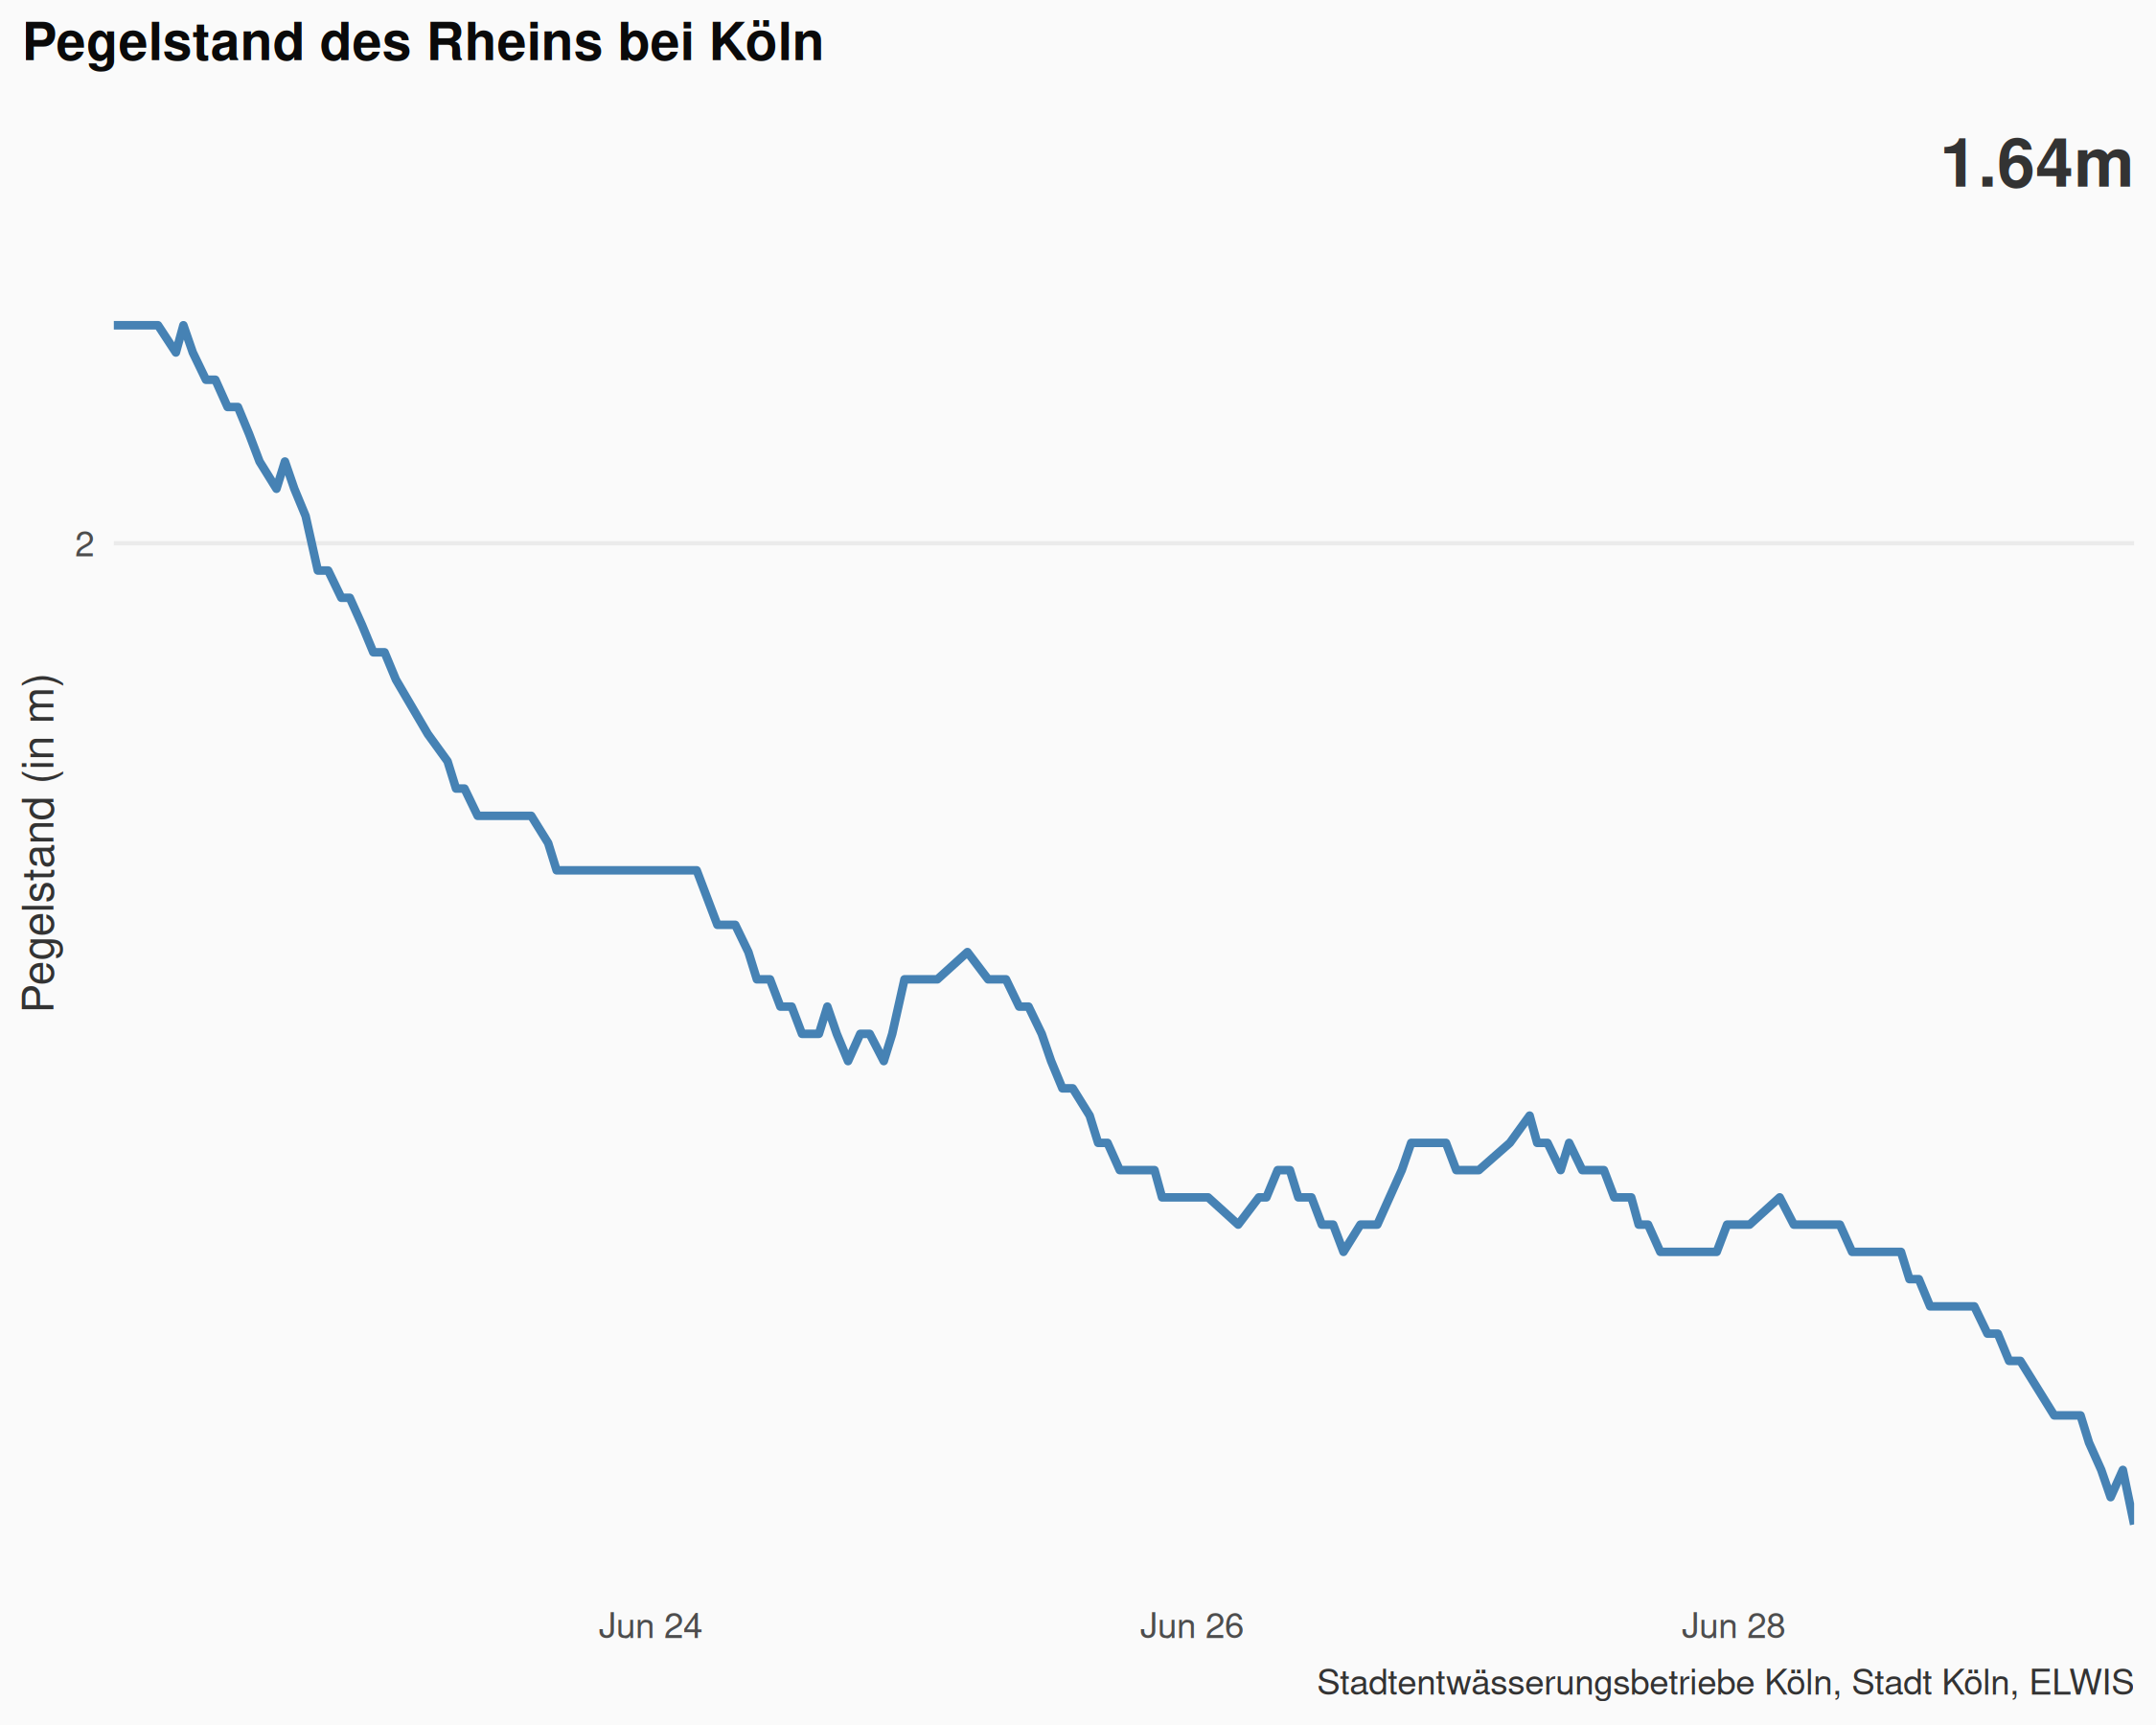 Pegelstand des Rheins bei Köln
1.64m
2
Pegelstand (in m)
Jun 24
Jun 26
Jun 28
Stadtentwässerungsbetriebe Köln, Stadt Köln, ELWIS